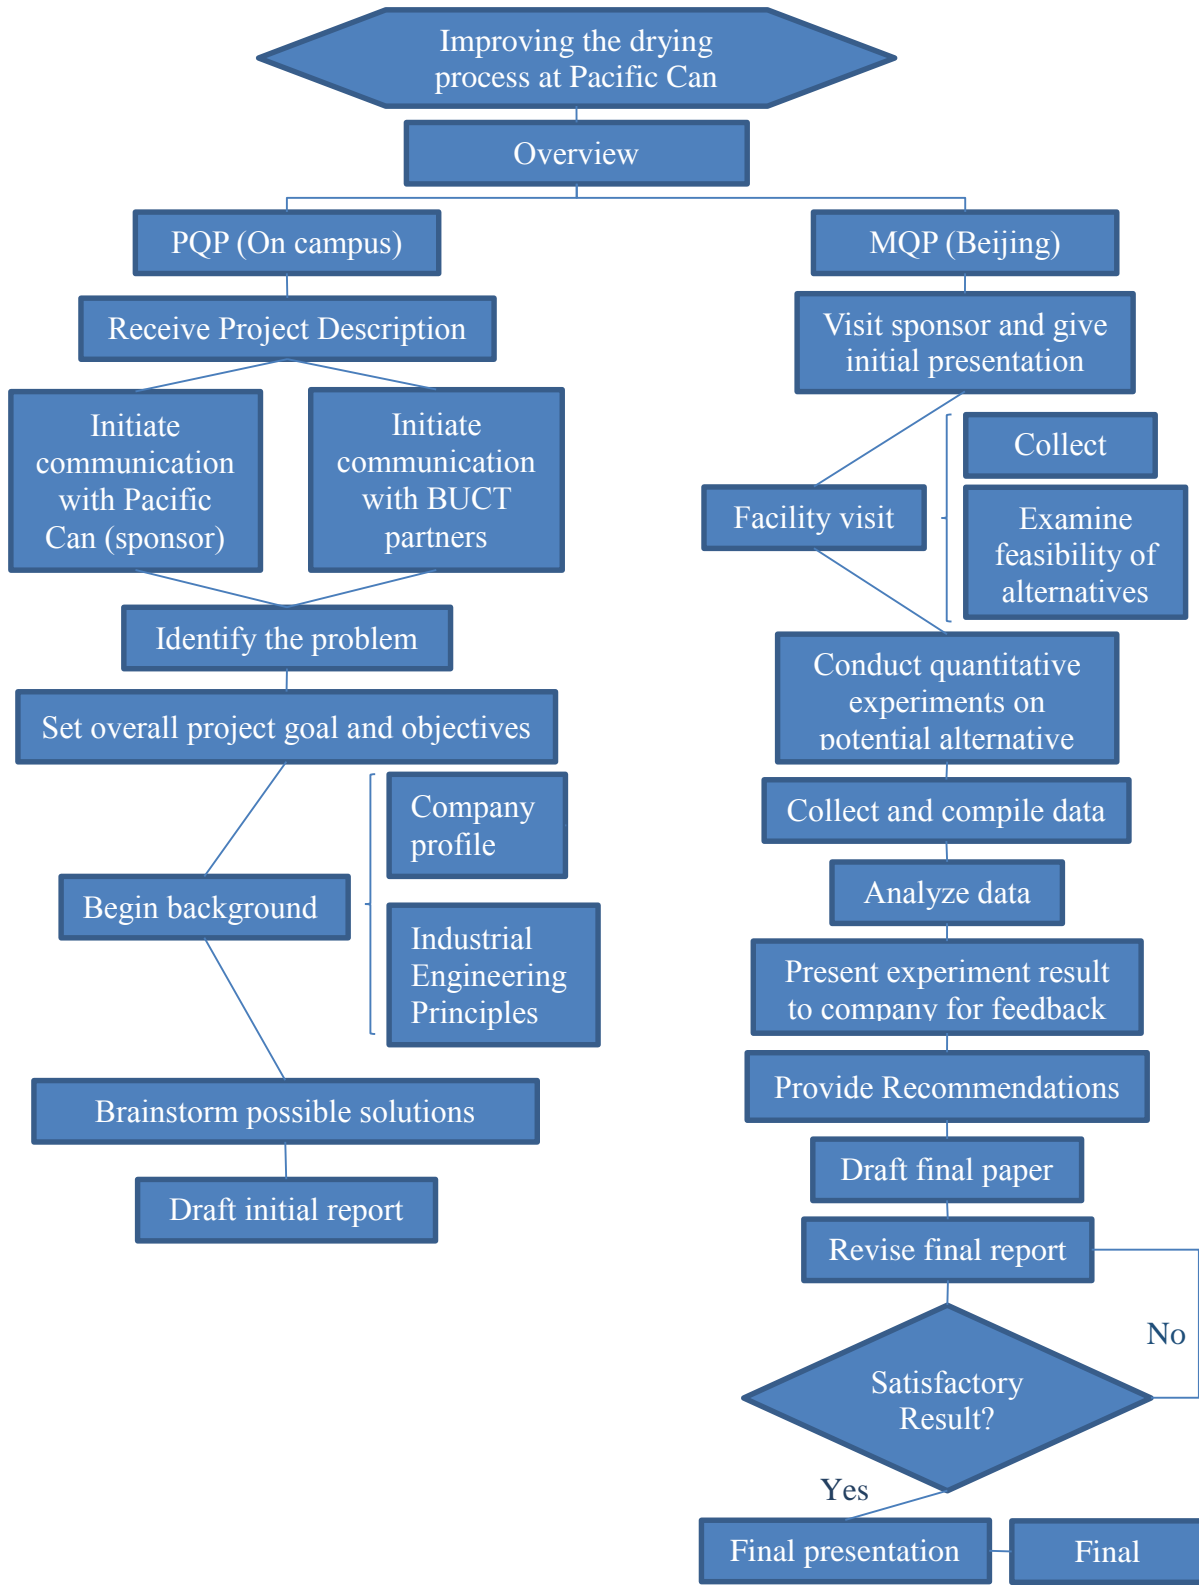 Improving the drying
process at Pacific Can
Overview
PQP (On campus)
Receive Project Description
Initiate
communication
with Pacific
Can (sponsor)
Initiate
communication
with BUCT
partners
Identify the problem
Set overall project goal and objectives
Begin background
Company
profile
Industrial
Engineering
Principles
Brainstorm possible solutions
Draft initial report
MQP (Beijing)
Visit sponsor and give
initial presentation
Facility visit
Collect
Examine
feasibility of
alternatives
Conduct quantitative
experiments on
potential alternative
Collect and compile data
Analyze data
Present experiment result
to company for feedback
Provide Recommendations
Draft final paper
Revise final report
No
Satisfactory
Result?
Yes
Final presentation
Final